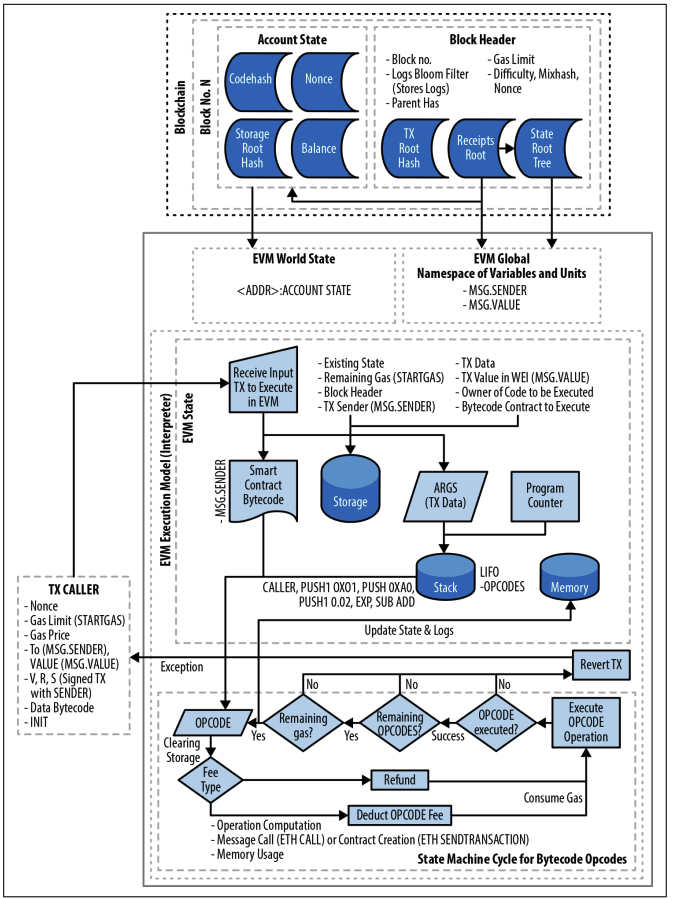 Blockchain
Block No. N
Account State
Codehash
Nonce
Storage
Root
Hash
Balance
Block Header
- Block no.
- Logs Bloom Filter
(Stores Logs)
- Parent Has
- Gas Limit
- Difficulty, Mixhash,
Nonce
TX
Root
Hash
Receipts
Root
State
Root
Tree
EVM World State
<ADDR>:ACCOUNT STATE
EVM Global
Namespace of Variables and Units
- MSG.SENDER
- MSG.VALUE
EVM Execution Model (Interpreter)
EVM State
Receive Input
TX to Execute
in EVM
- Existing State
- Remaining Gas (STARTGAS)
- Block Header
- TX Sender (MSG.SENDER)
- TX Data
- TX Value in WEI (MSG.VALUE)
- Owner of Code to be Executed
- Bytecode Contract to Execute
- MSG.SENDER
Smart
Contract
Bytecode
Storage
ARGS
(TX Data)
Program
Counter
CALLER, PUSH1 0X01, PUSH 0XA0,
PUSH1 0.02, EXP, SUB ADD
Stack
LIFO
-OPCODES
Memory
Update State & Logs
TX CALLER
- Nonce
- Gas Limit (STARTGAS)
- Gas Price
- To (MSG.SENDER),
VALUE (MSG.VALUE)
- V, R, S (Signed TX
with SENDER)
- Data Bytecode
- INIT
Exception
Revert TX
No
No
No
OPCODE
Yes
Remaining
gas?
Yes
Remaining
OPCODES?
Success
OPCODE
executed?
Execute
OPCODE
Operation
Clearing
Storage
Fee
Type
Refund
Consume Gas
Deduct OPCODE Fee
- Operation Computation
- Message Call (ETH CALL) or Contract Creation (ETH SENDTRANSACTION)
- Memory Usage
State Machine Cycle for Bytecode Opcodes